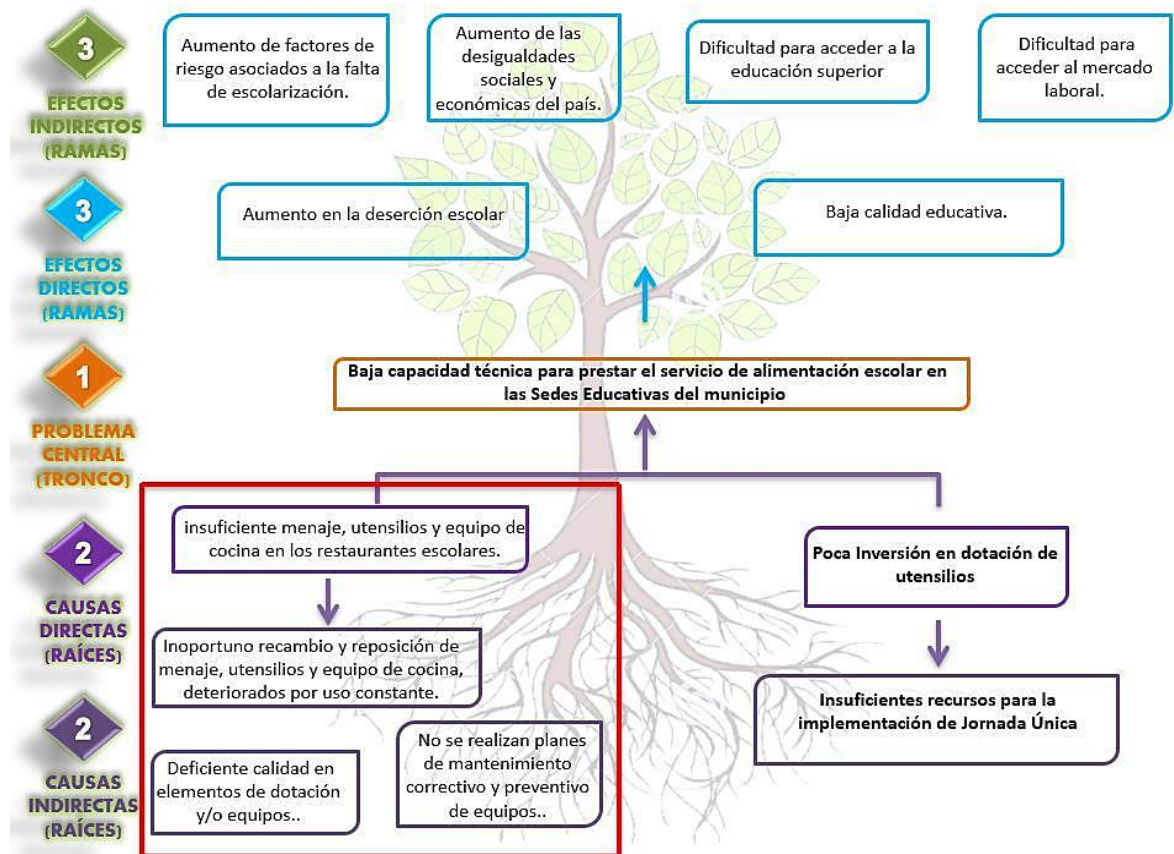 3
EFECTOS
INDIRECTOS
(RAMAS)
Aumento de factores de
riesgo asociados a la falta
de escolarización.
Aumento de las
desigualdades
sociales y
económicas del país.
Dificultad para acceder a la
educación superior
Dificultad para
acceder al mercado
laboral.
3
EFECTOS
DIRECTOS
(RAMAS)
Aumento en la deserción escolar
Baja calidad educativa.
1
PROBLEMA
CENTRAL
(TRONCO)
Baja capacidad técnica para prestar el servicio de alimentación escolar en
las Sedes Educativas del municipio
2
CAUSAS
DIRECTAS
(RAÍCES)
insuficiente menaje, utensilios y equipo de
cocina en los restaurantes escolares.
Poca Inversión en dotación de
utensilios
Inoportuno recambio y reposición de
menaje, utensilios y equipo de cocina,
deteriorados por uso constante.
2
CAUSAS
INDIRECTAS
(RAÍCES)
Insuficientes recursos para la
implementación de Jornada Única
Deficiente calidad en
elementos de dotación
y/o equipos..
No se realizan planes
de mantenimiento
correctivo y preventivo
de equipos..